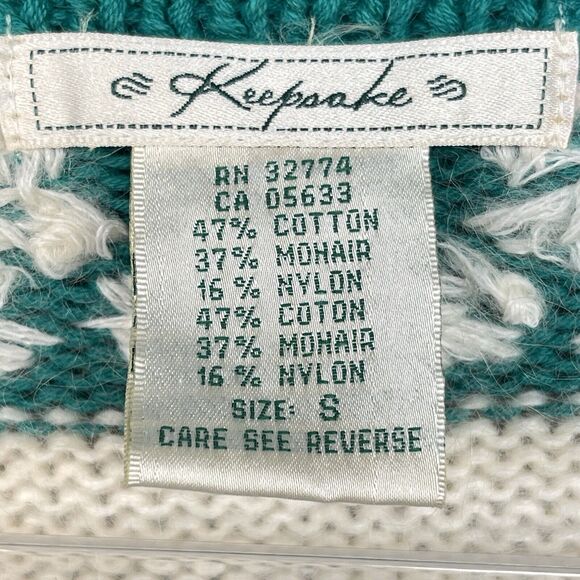 Keepsake
RN 32774
CA 05633
47% COTTON
37% MOHAIR
16% NYLON
47% COTON
37% MOHAIR
16% NYLON
SIZE: S
CARE SEE REVERSE